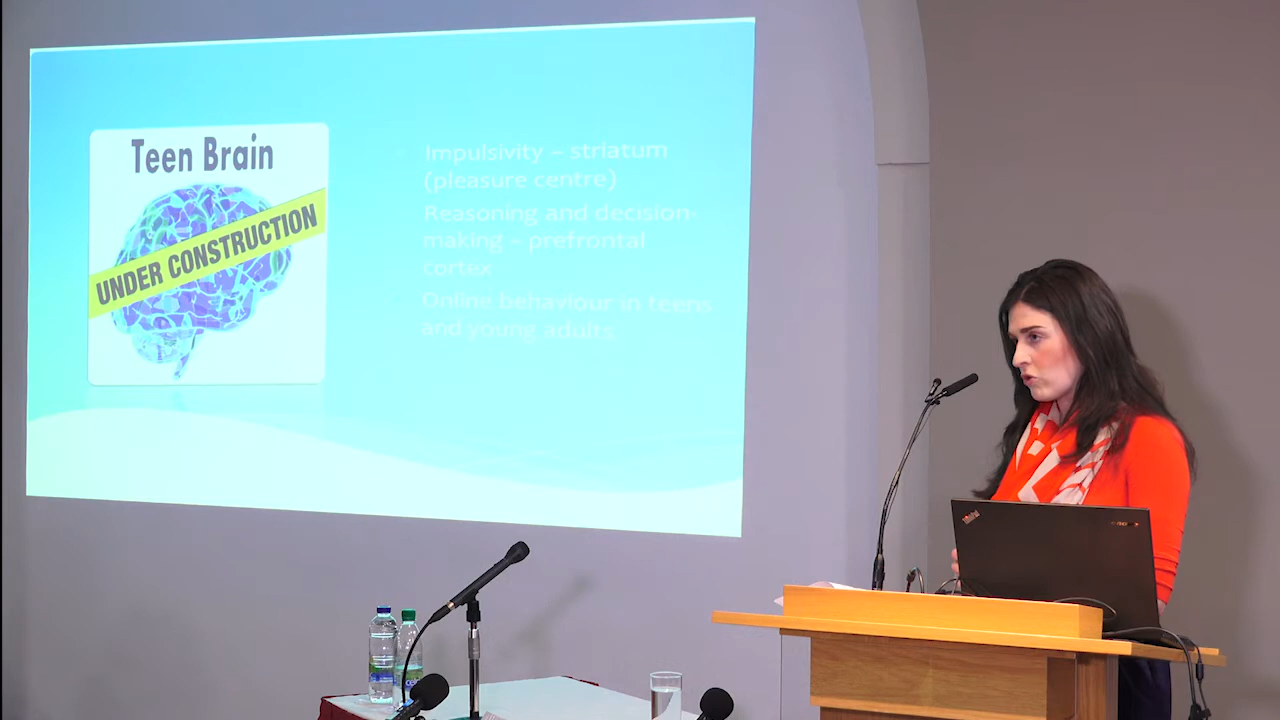 Teen Brain
UNDER CONSTRUCTION
Impulsivity – striatum
(pleasure centre)
Reasoning and decision-
making – prefrontal
cortex
Online behaviour in teens
and young adults
ThinkPad